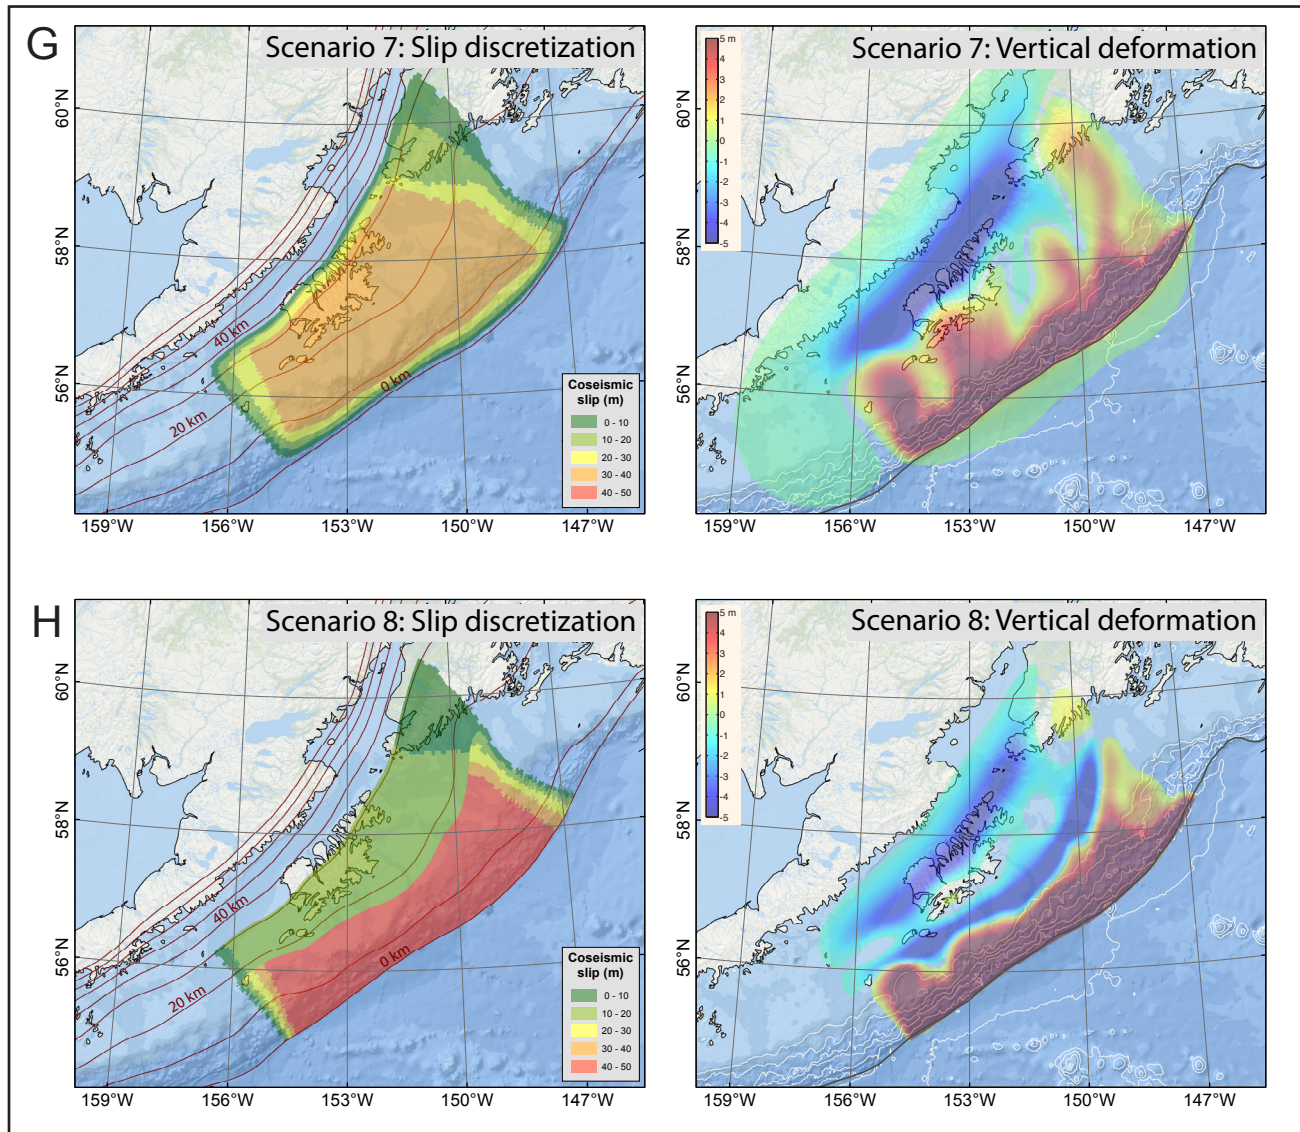 G
Scenario 7: Slip discretization
60°N
58°N
56°N
40 km
20 km
0 km
Coseismic
slip (m)
0 - 10
10 - 20
20 - 30
30 - 40
40 - 50
159°W
156°W
153°W
150°W
147°W
Scenario 7: Vertical deformation
5 m
4
3
2
1
0
-1
-2
-3
-4
-5
60°N
58°N
56°N
159°W
156°W
153°W
150°W
147°W
H
Scenario 8: Slip discretization
60°N
58°N
56°N
40 km
20 km
0 km
Coseismic
slip (m)
0 - 10
10 - 20
20 - 30
30 - 40
40 - 50
159°W
156°W
153°W
150°W
147°W
Scenario 8: Vertical deformation
5 m
4
3
2
1
0
-1
-2
-3
-4
-5
60°N
58°N
56°N
159°W
156°W
153°W
150°W
147°W